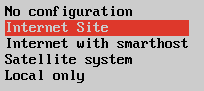 No configuration
Internet Site
Internet with smarthost
Satellite system
Local only